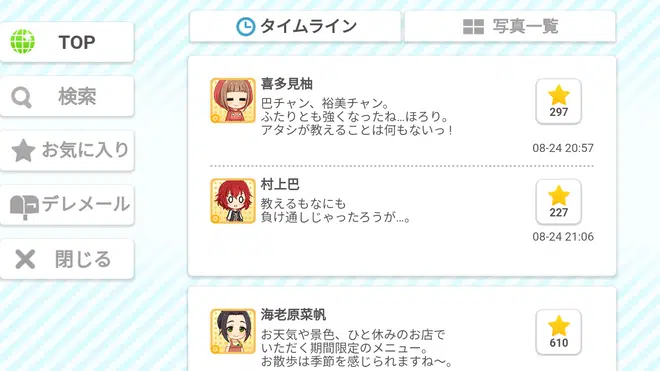 TOP
検索
お気に入り
デレメール
閉じる
タイムライン
写真一覧
喜多見柚
巴チャン、裕美チャン。
ふたりとも強くなったね…ほろり。
アタシが教えることは何もないっ!
297
08-24 20:57
村上巴
教えるもなにも
負け通しじゃったろうが…。
227
08-24 21:06
海老原菜帆
お天気や景色、ひと休みのお店で
いただく期間限定のメニュー。
お散歩は季節を感じられますね〜。
610